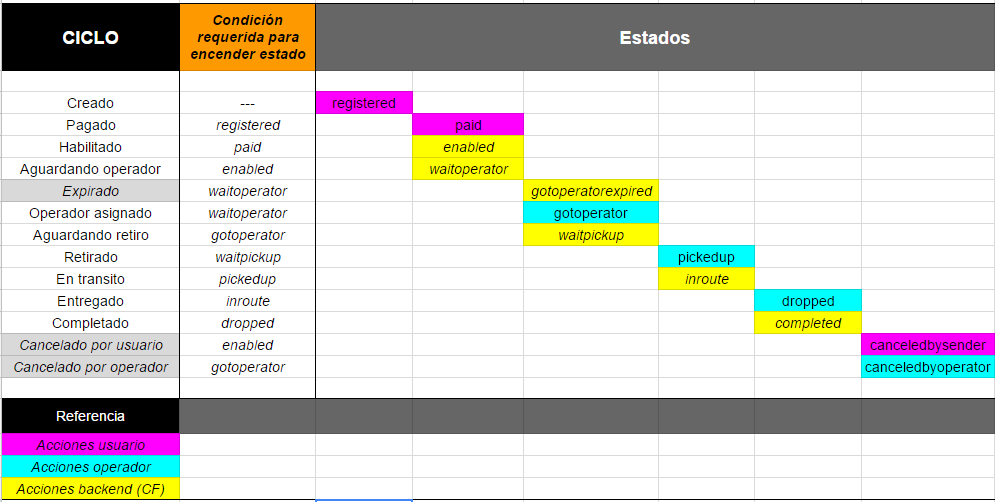 CICLO Condición requerida para encender estado Estados
Creado --- registered
Pagado registered paid
Habilitado paid enabled
Aguardando operador enabled waitoperator
Expirado waitoperator gotoperatorexpired
Operador asignado waitoperator gotoperator
Aguardando retiro gotoperator waitpickup
Retirado waitpickup pickedup
En transito pickedup inroute
Entregado inroute dropped
Completado dropped completed
Cancelado por usuario enabled canceledbysender
Cancelado por operador gotoperator canceledbyoperator
Referencia
Acciones usuario
Acciones operador
Acciones backend (CF)